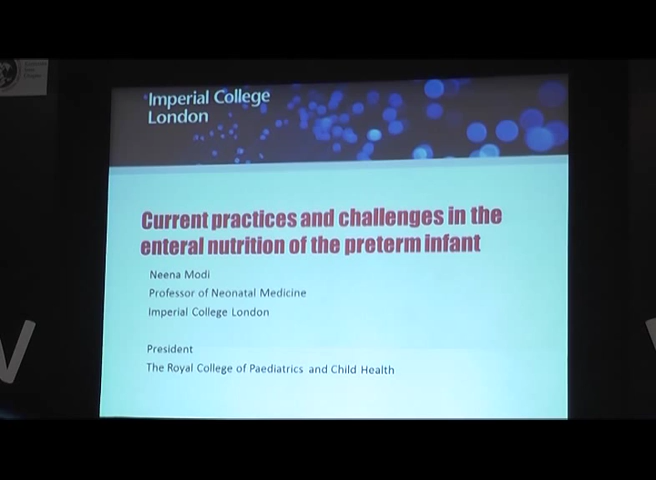 Imperial College
London
Current practices and challenges in the
enteral nutrition of the preterm infant
Neena Modi
Professor of Neonatal Medicine
Imperial College London
President
The Royal College of Paediatrics and Child Health